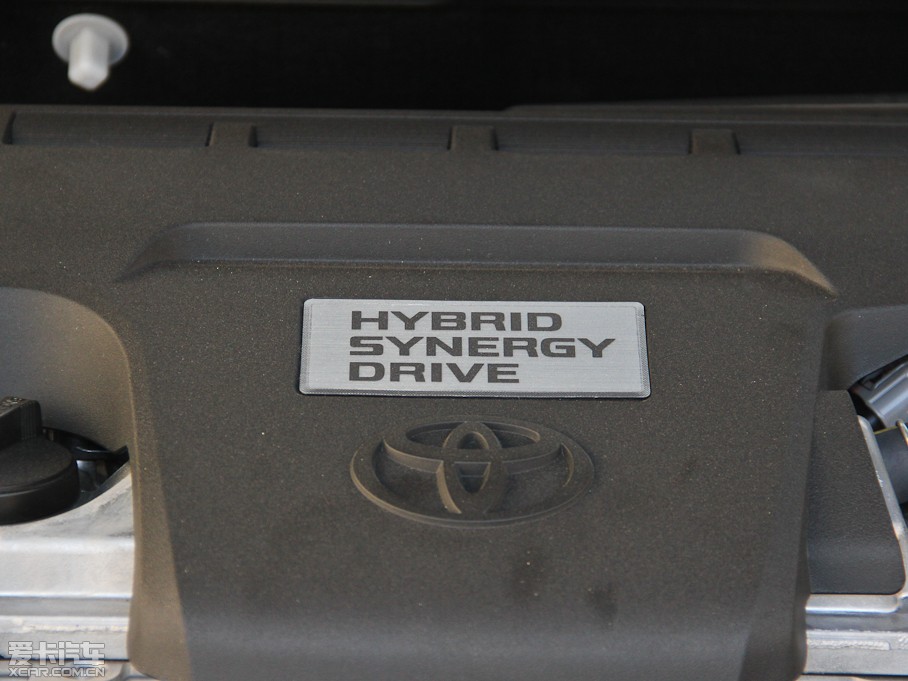 HYBRID
SYNERGY
DRIVE
爱卡汽车
XCAR.COM.CN